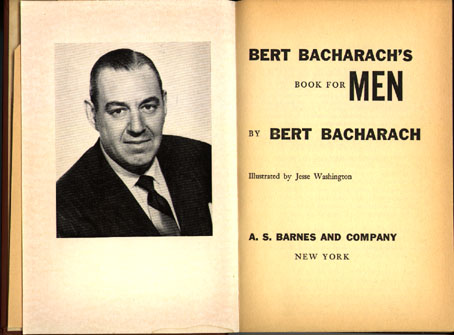 BERT BACHARACH'S
BOOK FOR MEN
BY BERT BACHARACH
Illustrated by Jesse Washington
A. S. BARNES AND COMPANY
NEW YORK